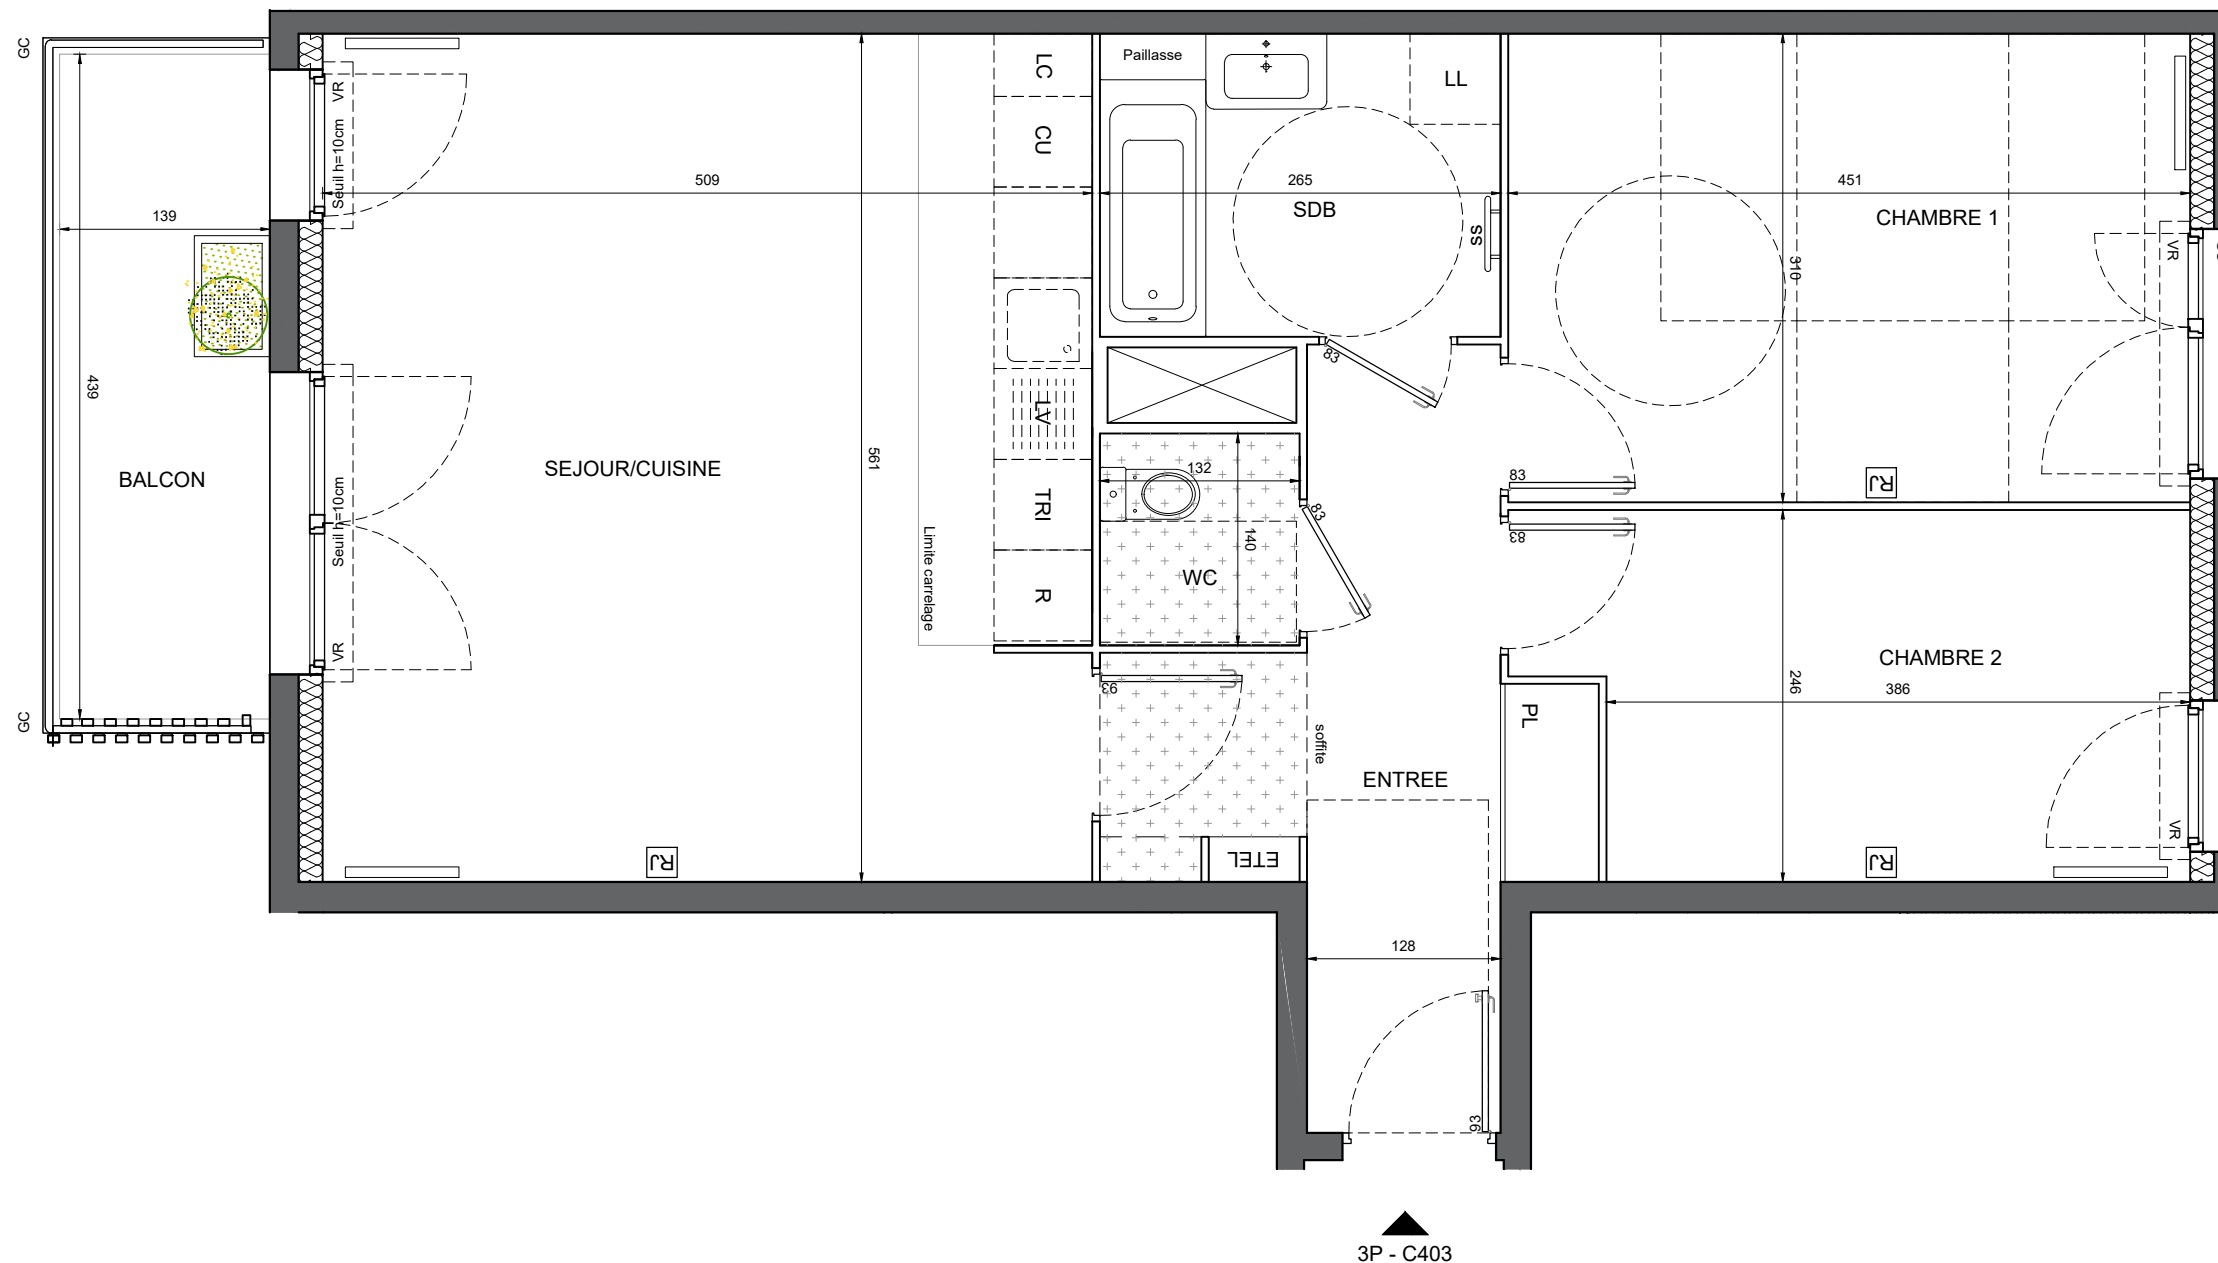 GC
Paillasse
LC
LL
VR
Seuil h=10cm
CU
509
265
451
SDB
CHAMBRE 1
139
SS
VR
310
83
439
LV
561
SEJOUR/CUISINE
BALCON
132
83
RJ
TRI
83
83
Seuil h=10cm
140
WC
Limite carrelage
R
VR
CHAMBRE 2
246
386
93
GC
PL
soffite
ENTREE
VR
RJ
ETEL
RJ
128
93
3P - C403